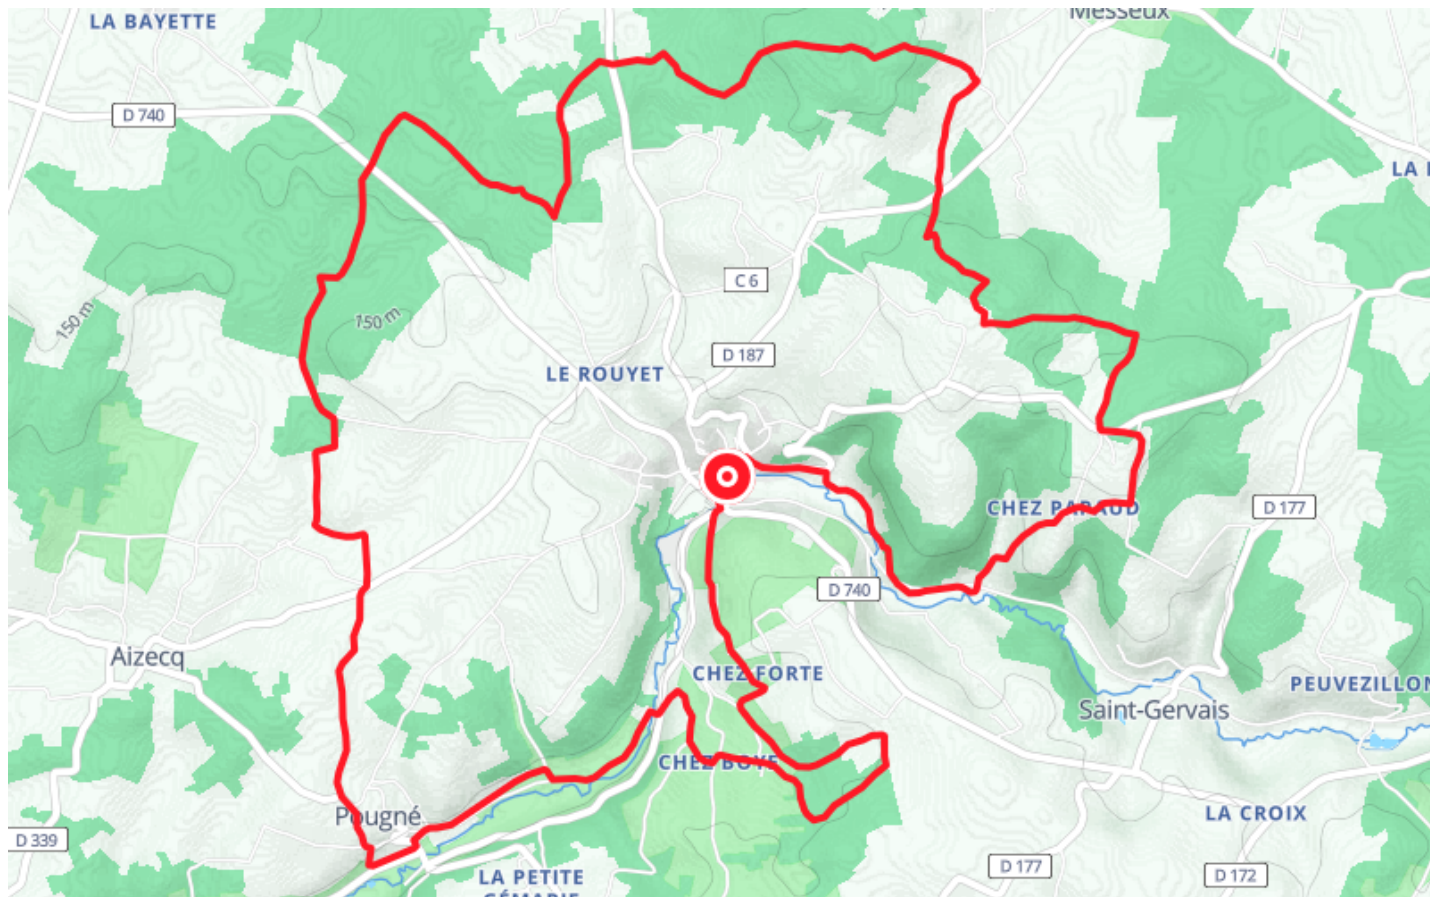 LA BAYETTE
Messeux
D 740
LA
150 m
150 m
C 6
D 187
LE ROUYET
CHEZ PARAUD
D 177
D 740
Aizecq
CHEZ FORTE
PEUVEZILLON
Saint-Gervais
CHEZ BOYE
Pougné
LA CROIX
D 339
D 177
D 172
LA PETITE
GÉMARIE